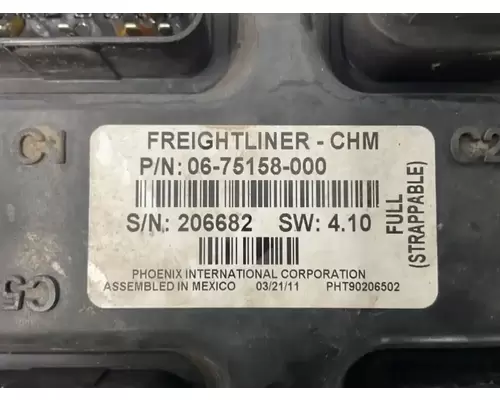 C1
C2
C5
FREIGHTLINER - CHM
P/N: 06-75158-000
S/N: 206682 SW: 4.10
FULL
(STRAPPABLE)
PHOENIX INTERNATIONAL CORPORATION
ASSEMBLED IN MEXICO 03/21/11 PHT90206502